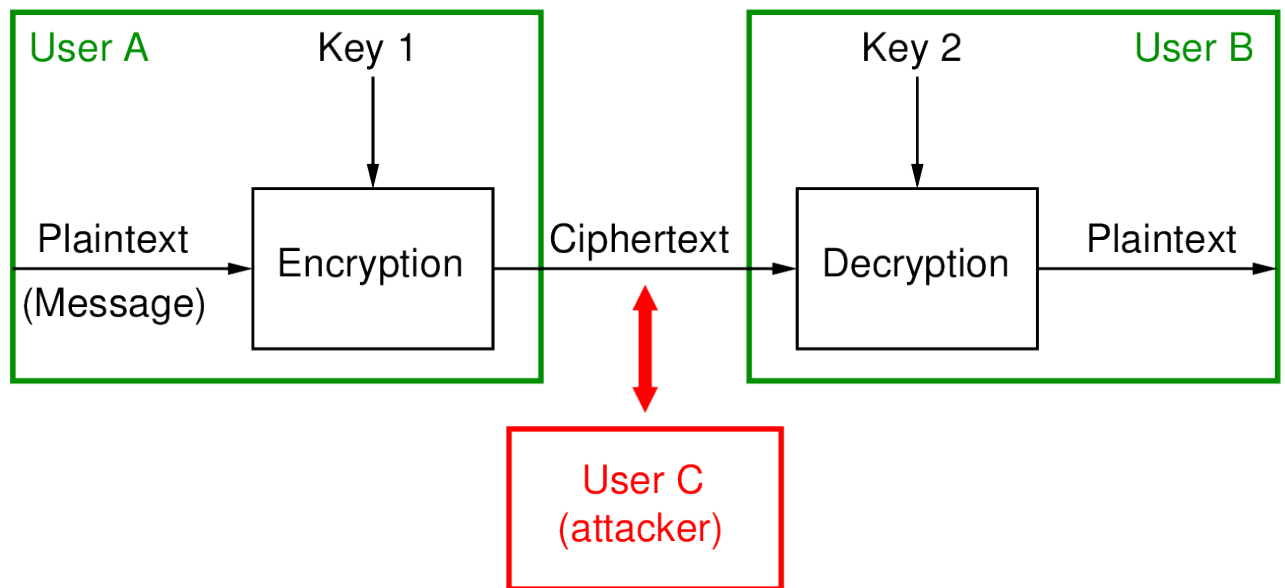 User A
Key 1
Key 2
User B
Plaintext
(Message)
Encryption
Ciphertext
Decryption
Plaintext
User C
(attacker)